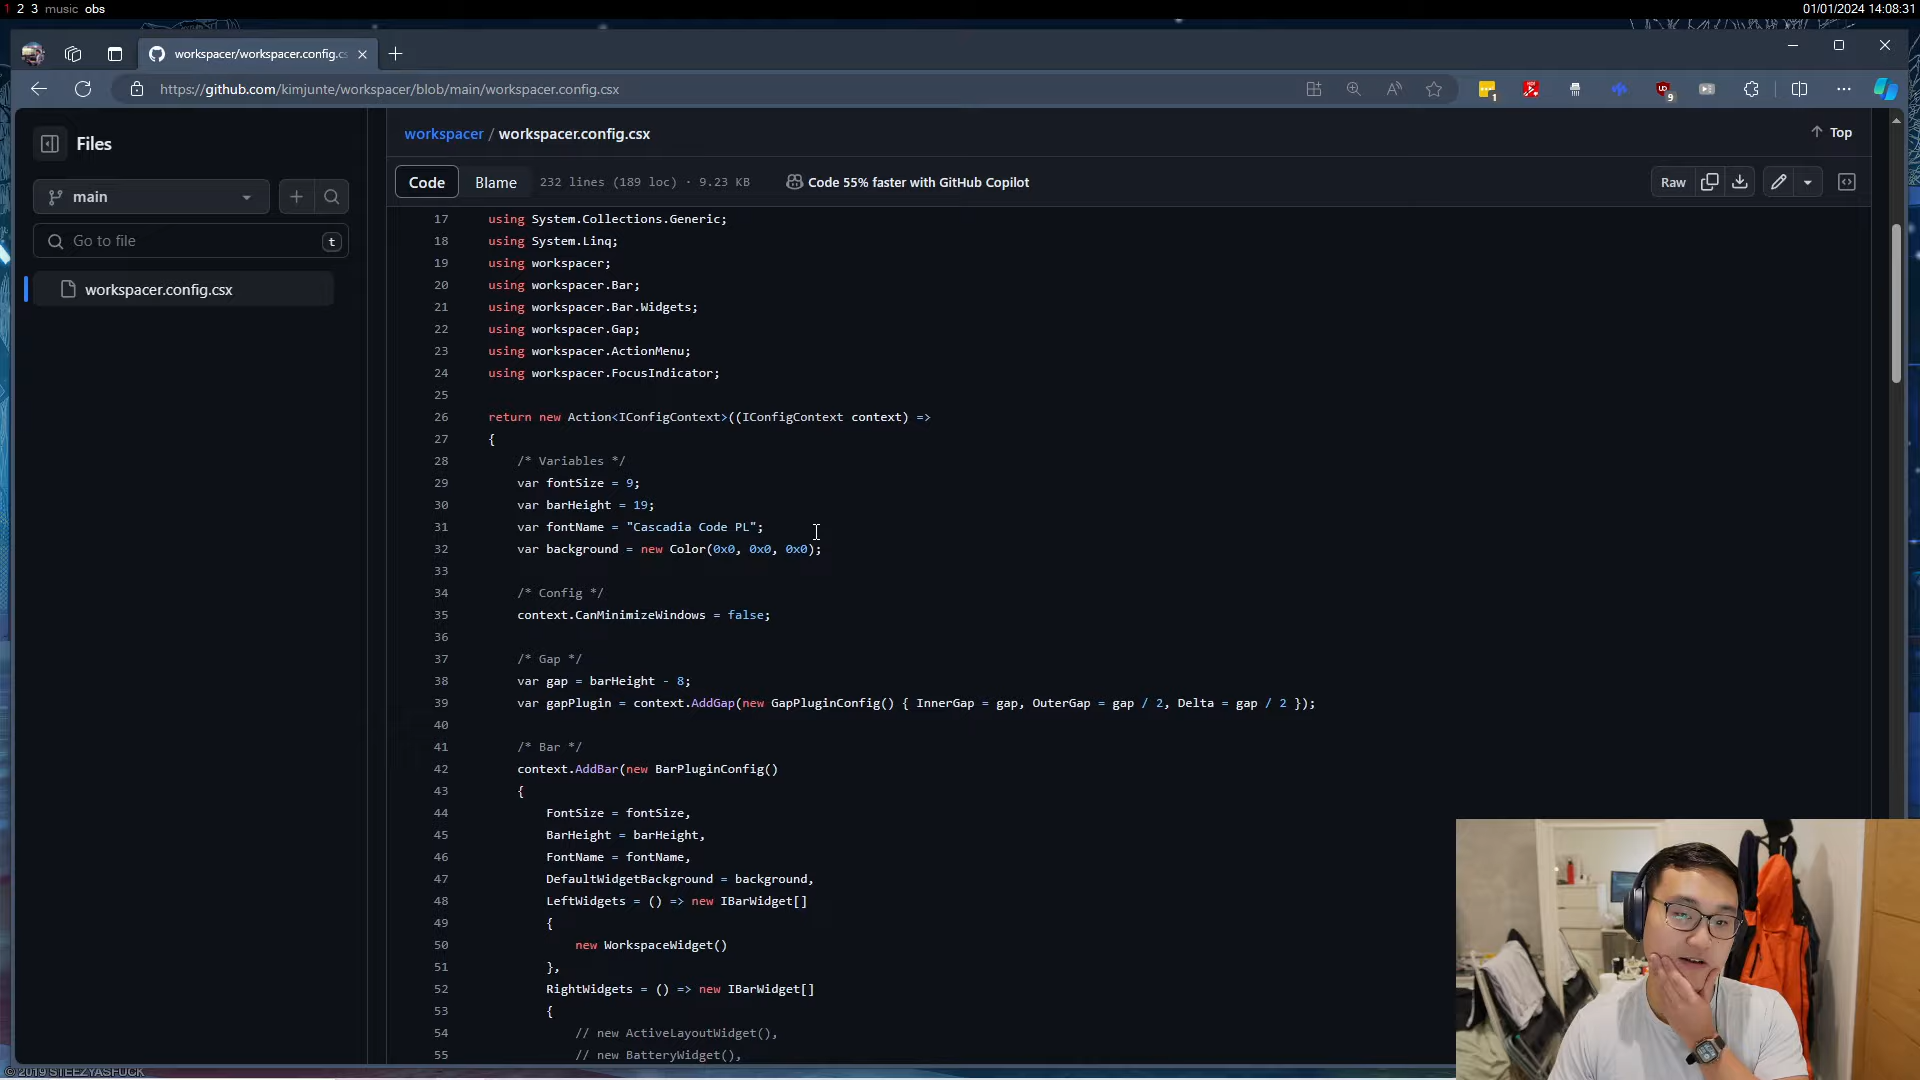 1 2 3 music obs
01/01/2024 14:08:31
workspacer/workspacer.config.cs
https://github.com/kimjunte/workspacer/blob/main/workspacer.config.csx
1
9
Files
workspacer / workspacer.config.csx
Top
main
Code
Blame
232 lines (189 loc) · 9.23 KB
Code 55% faster with GitHub Copilot
Raw
Go to file
t
workspacer.config.csx
17 using System.Collections.Generic;
18 using System.Linq;
19 using workspacer;
20 using workspacer.Bar;
21 using workspacer.Bar.Widgets;
22 using workspacer.Gap;
23 using workspacer.ActionMenu;
24 using workspacer.FocusIndicator;
25
26 return new Action<IConfigContext>((IConfigContext context) =>
27 {
28 /* Variables */
29 var fontSize = 9;
30 var barHeight = 19;
31 var fontName = "Cascadia Code PL";
32 var background = new Color(0x0, 0x0, 0x0);
33
34 /* Config */
35 context.CanMinimizeWindows = false;
36
37 /* Gap */
38 var gap = barHeight - 8;
39 var gapPlugin = context.AddGap(new GapPluginConfig() { InnerGap = gap, OuterGap = gap / 2, Delta = gap / 2 });
40
41 /* Bar */
42 context.AddBar(new BarPluginConfig()
43 {
44 FontSize = fontSize,
45 BarHeight = barHeight,
46 FontName = fontName,
47 DefaultWidgetBackground = background,
48 LeftWidgets = () => new IBarWidget[]
49 {
50 new WorkspaceWidget()
51 },
52 RightWidgets = () => new IBarWidget[]
53 {
54 // new ActiveLayoutWidget(),
55 // new BatteryWidget(),
© 2019 STEEZYASFUCK